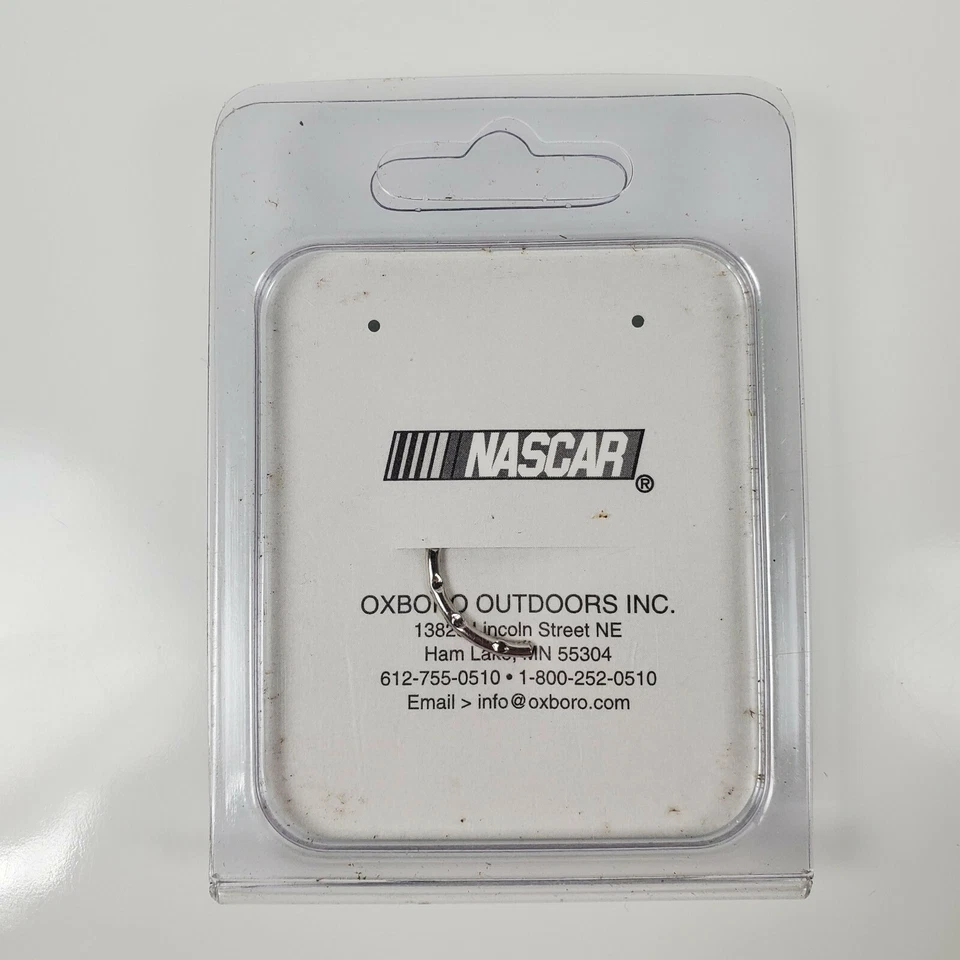 NASCAR®
OUTDOORS INC.
Lincoln Street NE
Ham Lake, MN 55304
612-755-0510 • 1-800-252-0510
Email > info@oxboro.com